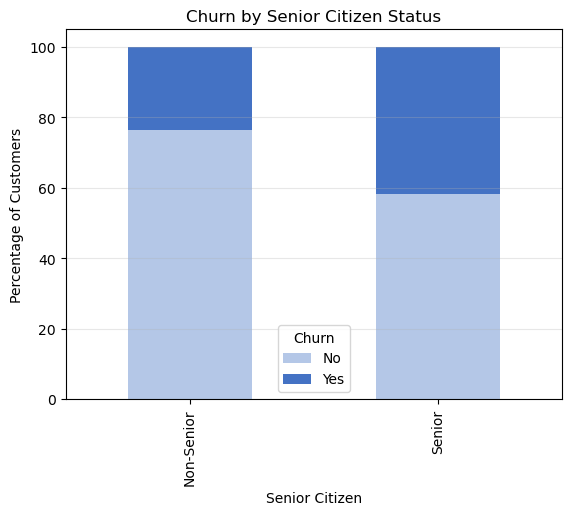 Churn by Senior Citizen Status
Percentage of Customers
100
80
60
40
20
0
Churn
No
Yes
Non-Senior
Senior
Senior Citizen